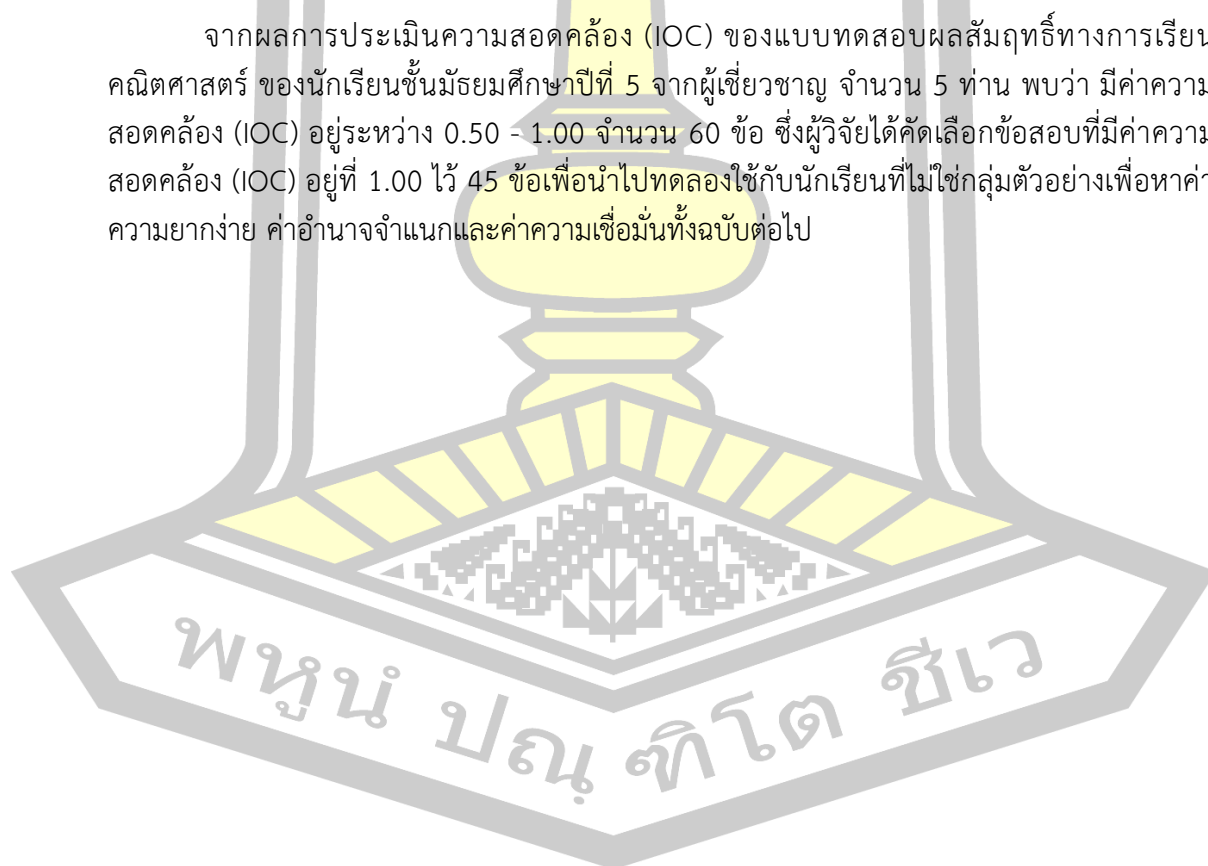 จากผลการประเมินความสอดคล้อง (IOC) ของแบบทดสอบผลสัมฤทธิ์ทางการเรียน
คณิตศาสตร์ ของนักเรียนชั้นมัธยมศึกษาปีที่ 5 จากผู้เชี่ยวชาญ จำนวน 5 ท่าน พบว่า มีค่าความ
สอดคล้อง (IOC) อยู่ระหว่าง 0.50 - 1.00 จำนวน 60 ข้อ ซึ่งผู้วิจัยได้คัดเลือกข้อสอบที่มีค่าความ
สอดคล้อง (IOC) อยู่ที่ 1.00 ไว้ 45 ข้อเพื่อนำไปทดลองใช้กับนักเรียนที่ไม่ใช่กลุ่มตัวอย่างเพื่อหาค่า
ความยากง่าย ค่าอำนาจจำแนกและค่าความเชื่อมั่นทั้งฉบับต่อไป
พหูนํ ปณฺฑิโต ชีเว